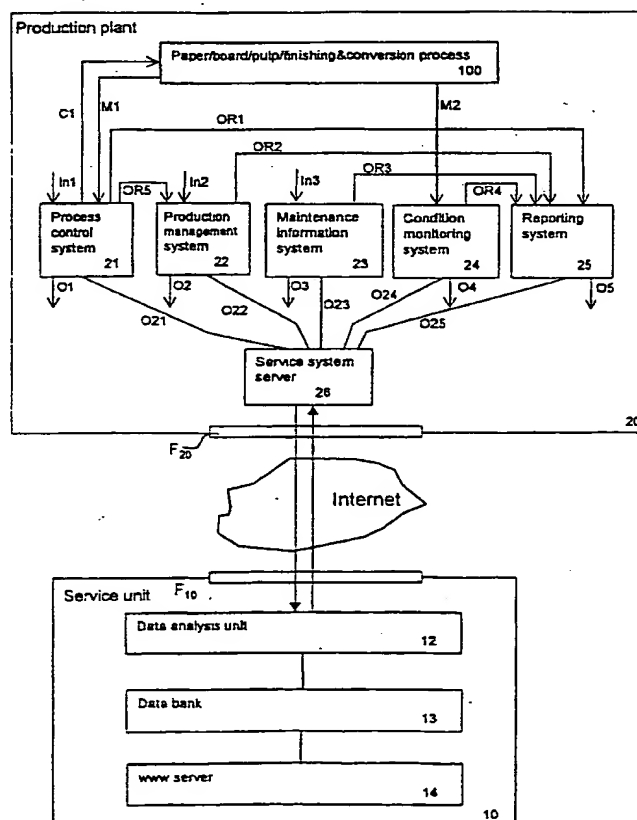 Production plant
Paper/board/pulp/finishing&conversion process
100
C1
M1
M2
OR1
OR2
In1
OR5
In2
In3
OR3
OR4
Process control system
21
Production management system
22
Maintenance information system
23
Condition monitoring system
24
Reporting system
25
O1
O21
O2
O22
O3
O23
O24
O4
O25
O5
Service system server
26
20
F20
Internet
F10
Service unit
Data analysis unit
12
Data bank
13
www server
14
10